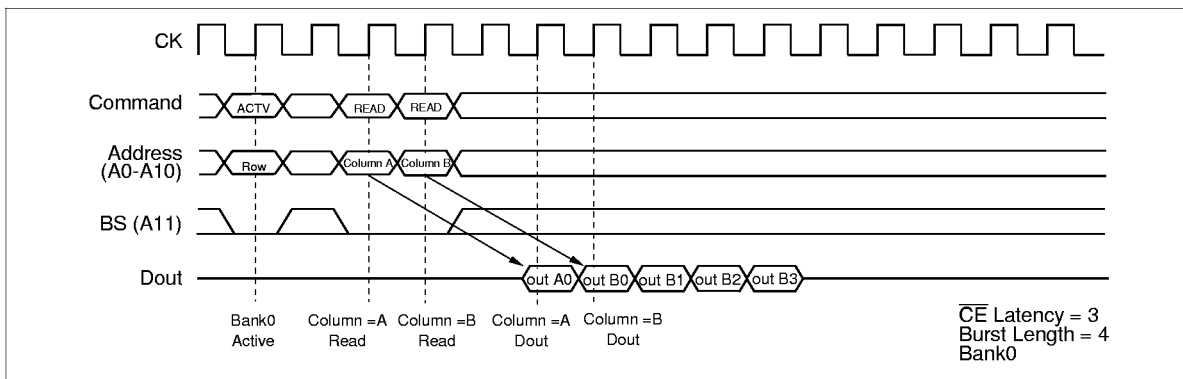 CK
Command
ACTV
READ
READ
Address
(A0-A10)
Row
Column A
Column B
BS (A11)
Dout
out A0
out B0
out B1
out B2
out B3
Bank0
Active
Column =A
Read
Column =B
Read
Column =A
Dout
Column =B
Dout
C̅E̅ Latency = 3
Burst Length = 4
Bank0